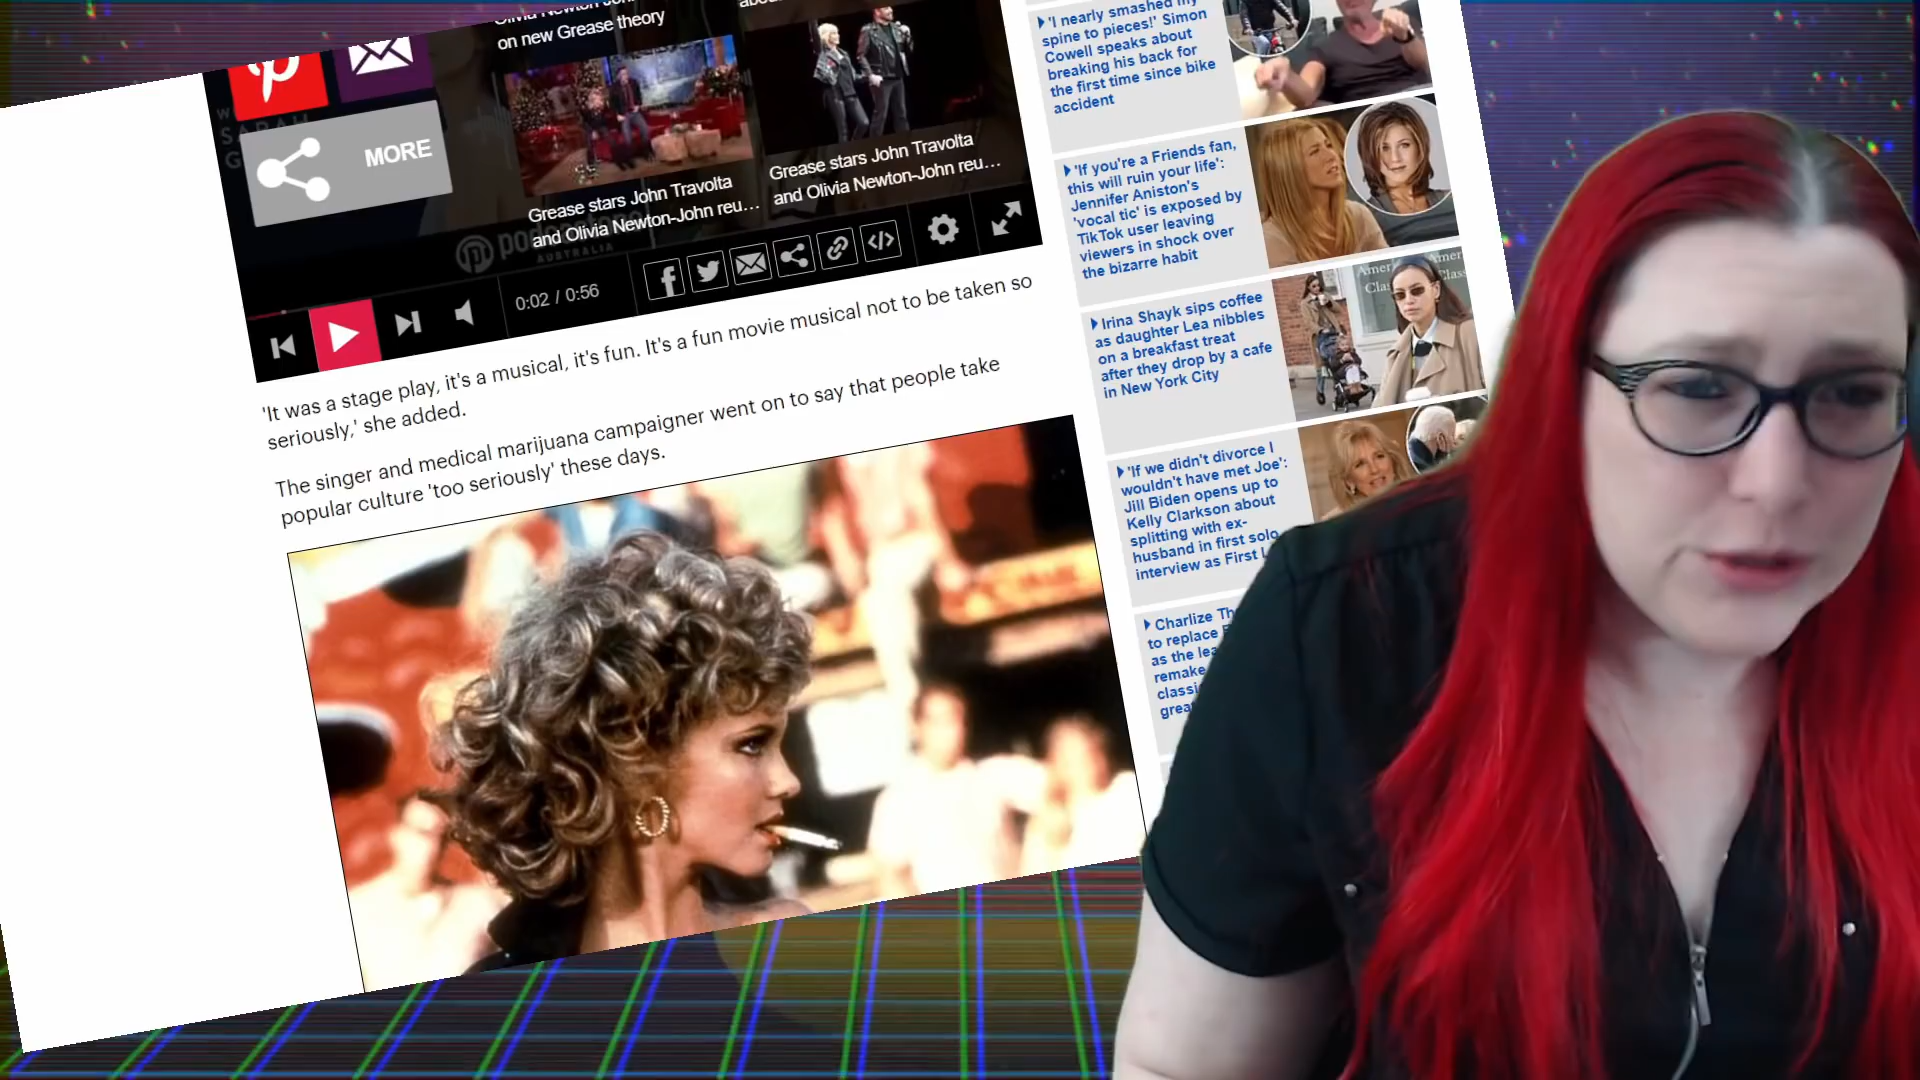 on new Grease theory
MORE
Grease stars John Travolta
and Olivia Newton-John reu...
Grease stars John Travolta
and Olivia Newton-John reu...
AUSTRALIA
0:02 / 0:56
'It was a stage play, it's a musical, it's fun. It's a fun movie musical not to be taken so
seriously,' she added.
The singer and medical marijuana campaigner went on to say that people take
popular culture 'too seriously' these days.
'I nearly smashed my
spine to pieces!' Simon
Cowell speaks about
breaking his back for
the first time since bike
accident
'If you're a Friends fan,
this will ruin your life':
Jennifer Aniston's
'vocal tic' is exposed by
TikTok user leaving
viewers in shock over
the bizarre habit
Irina Shayk sips coffee
as daughter Lea nibbles
on a breakfast treat
after they drop by a cafe
in New York City
'If we didn't divorce I
wouldn't have met Joe':
Jill Biden opens up to
Kelly Clarkson about
splitting with ex-
husband in first solo
interview as First
Charlize
to replace
as the
remake